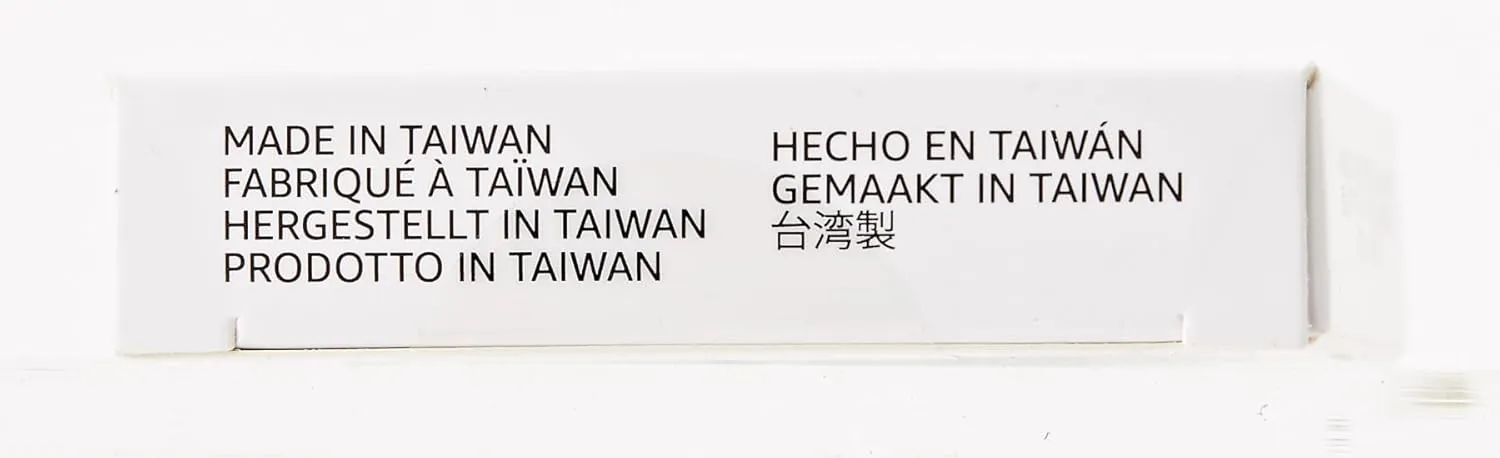 MADE IN TAIWAN
FABRIQUÉ À TAÏWAN
HERGESTELLT IN TAIWAN
PRODOTTO IN TAIWAN
HECHO EN TAIWÁN
GEMAAKT IN TAIWAN
台湾製